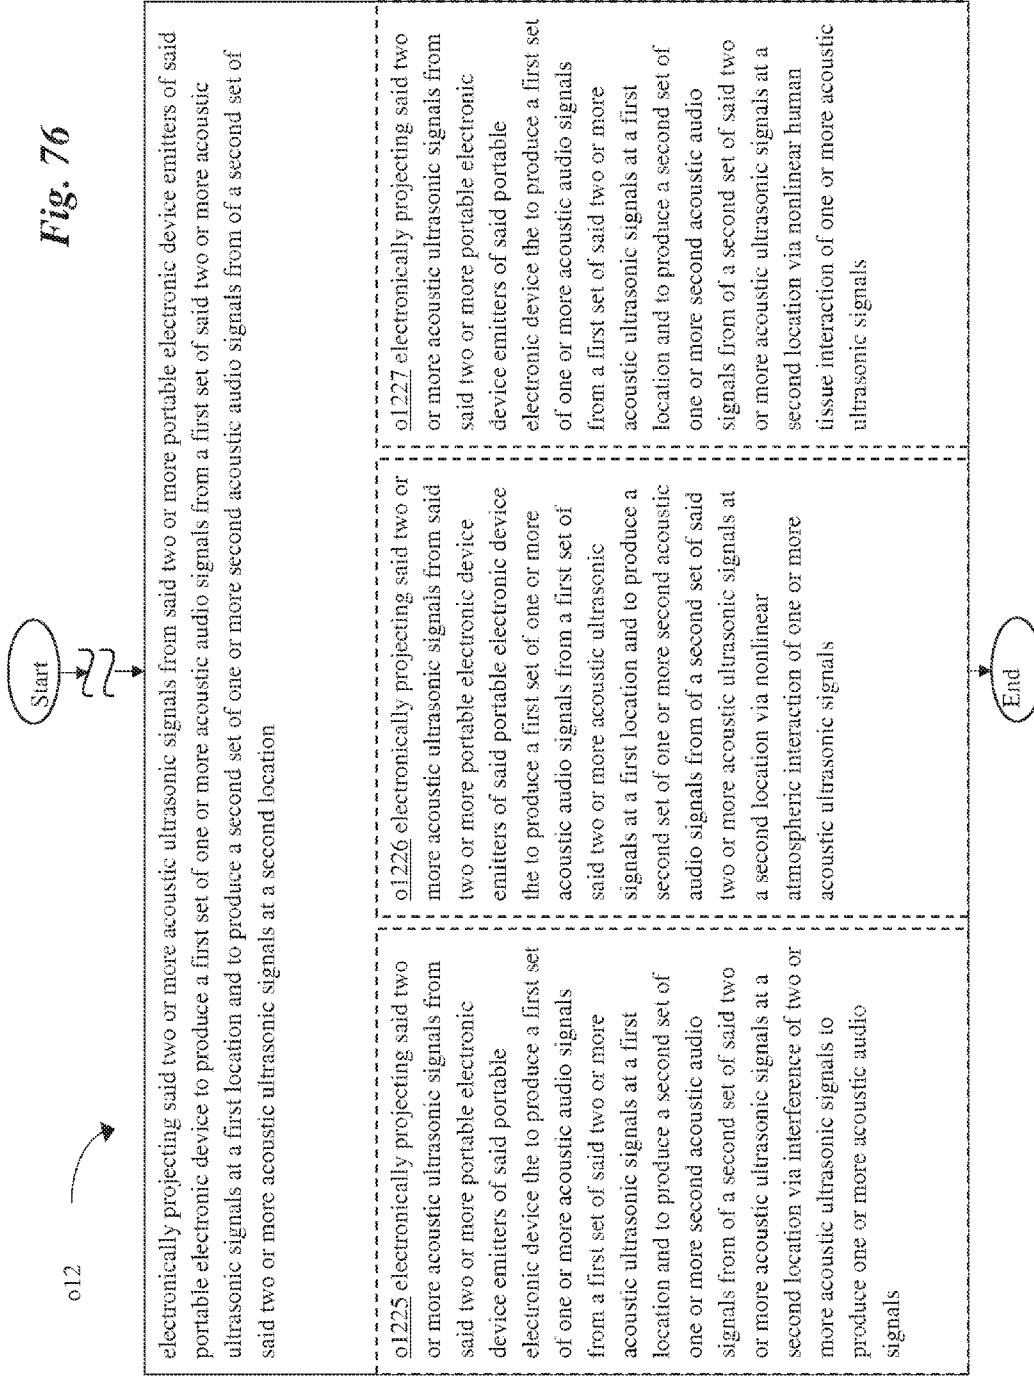 Fig. 76
o12
Start
electronically projecting said two or more acoustic ultrasonic signals from said two or more portable electronic device emitters of said
portable electronic device to produce a first set of one or more acoustic audio signals from a first set of said two or more acoustic
ultrasonic signals at a first location and to produce a second set of one or more second acoustic audio signals from of a second set of
said two or more acoustic ultrasonic signals at a second location
o1225 electronically projecting said two
or more acoustic ultrasonic signals from
said two or more portable electronic
device emitters of said portable
electronic device the to produce a first set
of one or more acoustic audio signals
from a first set of said two or more
acoustic ultrasonic signals at a first
location and to produce a second set of
one or more second acoustic audio
signals from of a second set of said two
or more acoustic ultrasonic signals at a
second location via interference of two or
more acoustic ultrasonic signals to
produce one or more acoustic audio
signals
o1226 electronically projecting said two or
more acoustic ultrasonic signals from said
two or more portable electronic device
emitters of said portable electronic device
the to produce a first set of one or more
acoustic audio signals from a first set of
said two or more acoustic ultrasonic
signals at a first location and to produce a
second set of one or more second acoustic
audio signals from of a second set of said
two or more acoustic ultrasonic signals at
a second location via nonlinear
atmospheric interaction of one or more
acoustic ultrasonic signals
o1227 electronically projecting said two
or more acoustic ultrasonic signals from
said two or more portable electronic
device emitters of said portable
electronic device the to produce a first set
of one or more acoustic audio signals
from a first set of said two or more
acoustic ultrasonic signals at a first
location and to produce a second set of
one or more second acoustic audio
signals from of a second set of said two
or more acoustic ultrasonic signals at a
second location via nonlinear human
tissue interaction of one or more acoustic
ultrasonic signals
End